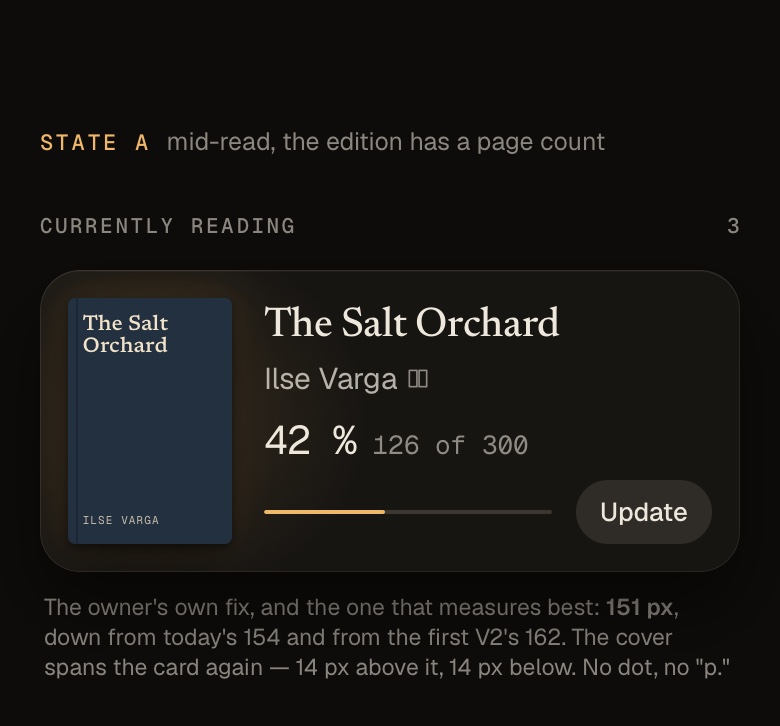 STATE A mid-read, the edition has a page count
CURRENTLY READING 3
The Salt
Orchard
ILSE VARGA
The Salt Orchard
Ilse Varga
42 % 126 of 300
Update
The owner's own fix, and the one that measures best: 151 px,
down from today's 154 and from the first V2's 162. The cover
spans the card again — 14 px above it, 14 px below. No dot, no "p."